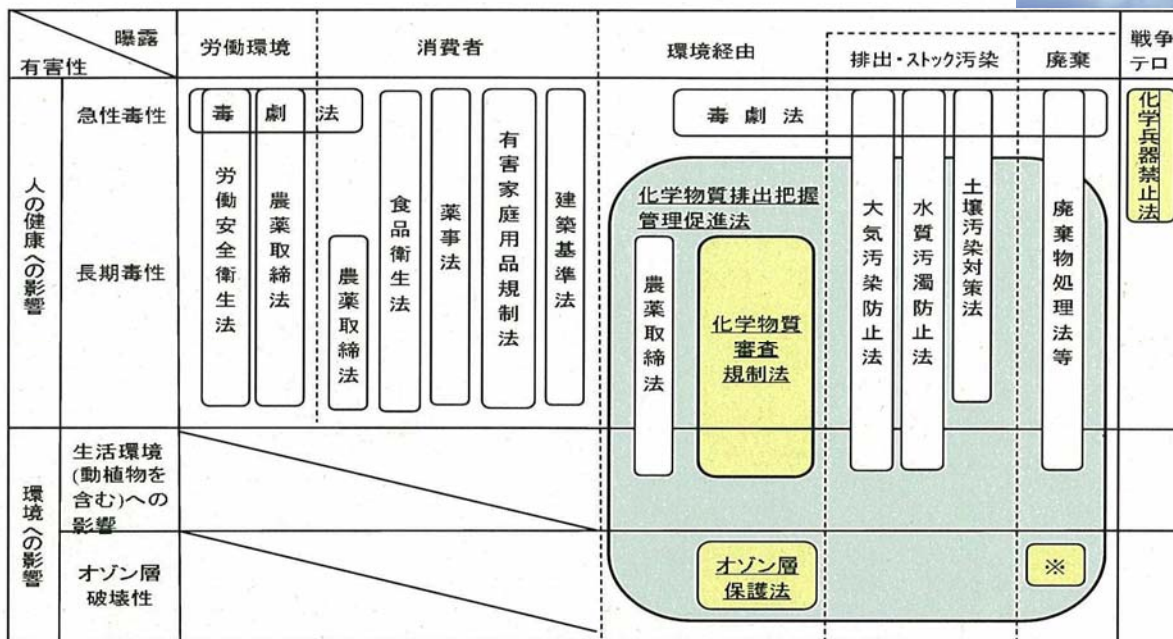 曝露
有害性
労働環境
消費者
環境経由
排出・ストック汚染
廃棄
戦争
テロ
人の健康への影響
急性毒性
長期毒性
毒劇法
労働安全衛生法
農薬取締法
農薬取締法
食品衛生法
薬事法
有害家庭用品規制法
建築基準法
毒劇法
化学物質排出把握
管理促進法
農薬取締法
化学物質
審査
規制法
大気汚染防止法
水質汚濁防止法
土壌汚染対策法
廃棄物処理法等
化学兵器禁止法
環境への影響
生活環境
(動植物を
含む)への
影響
オゾン層
破壊性
オゾン層
保護法
※